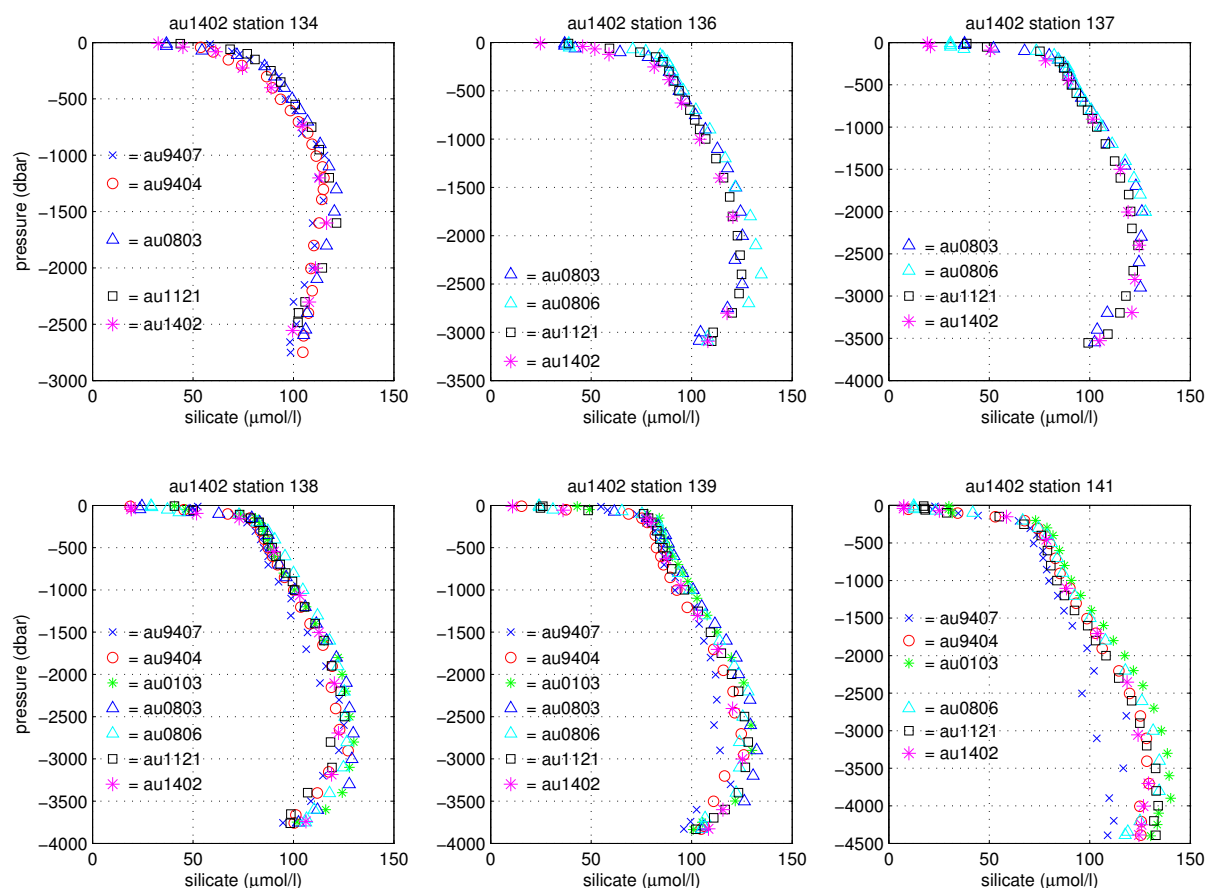 au1402 station 134
0
−500
−1000
−1500
−2000
−2500
−3000
pressure (dbar)
= au9407
= au9404
= au0803
= au1121
= au1402
0 50 100 150
silicate (μmol/l)
au1402 station 136
0
−500
−1000
−1500
−2000
−2500
−3000
−3500
= au0803
= au0806
= au1121
= au1402
0 50 100 150
silicate (μmol/l)
au1402 station 137
0
−500
−1000
−1500
−2000
−2500
−3000
−3500
−4000
= au0803
= au0806
= au1121
= au1402
0 50 100 150
silicate (μmol/l)
au1402 station 138
0
−500
−1000
−1500
−2000
−2500
−3000
−3500
−4000
pressure (dbar)
= au9407
= au9404
= au0103
= au0803
= au0806
= au1121
= au1402
0 50 100 150
silicate (μmol/l)
au1402 station 139
0
−500
−1000
−1500
−2000
−2500
−3000
−3500
−4000
= au9407
= au9404
= au0103
= au0803
= au0806
= au1121
= au1402
0 50 100 150
silicate (μmol/l)
au1402 station 141
0
−500
−1000
−1500
−2000
−2500
−3000
−3500
−4000
−4500
= au9407
= au9404
= au0103
= au0806
= au1121
= au1402
0 50 100 150
silicate (μmol/l)